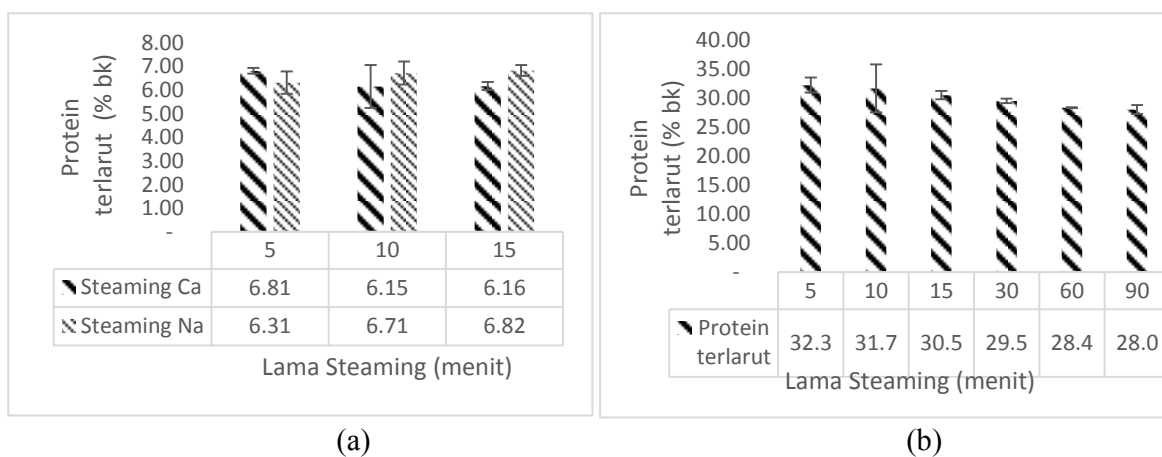 8.00
7.00
6.00
5.00
4.00
3.00
2.00
1.00
-
Protein
terlarut (% bk)
5 10 15
Steaming Ca 6.81 6.15 6.16
Steaming Na 6.31 6.71 6.82
Lama Steaming (menit)
(a)
40.00
35.00
30.00
25.00
20.00
15.00
10.00
5.00
-
Protein
terlarut (% bk)
5 10 15 30 60 90
Protein
terlarut 32.3 31.7 30.5 29.5 28.4 28.0
Lama Steaming (menit)
(b)